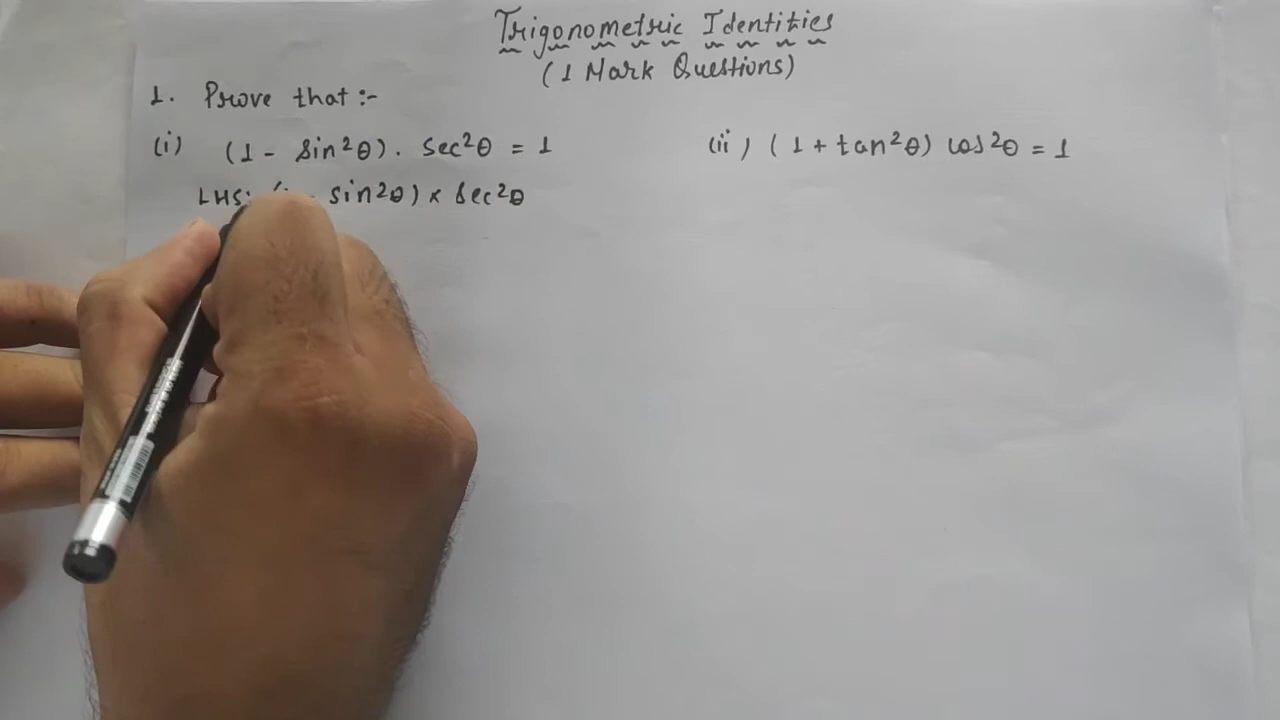 Trigonometric Identities
(1 Mark Questions)
1. Prove that :-
(i) (1 - sin²θ) . sec²θ = 1
(ii) (1 + tan²θ) cos²θ = 1
LHS: sin²θ) × sec²θ